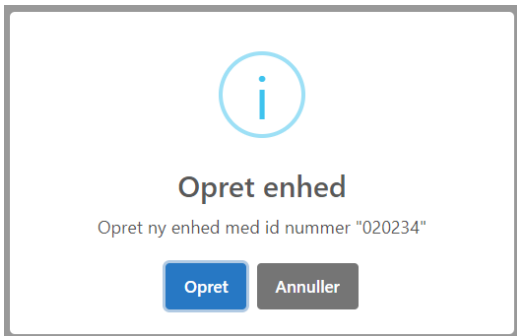 i
Opret enhed
Opret ny enhed med id nummer "020234"
Opret
Annuller